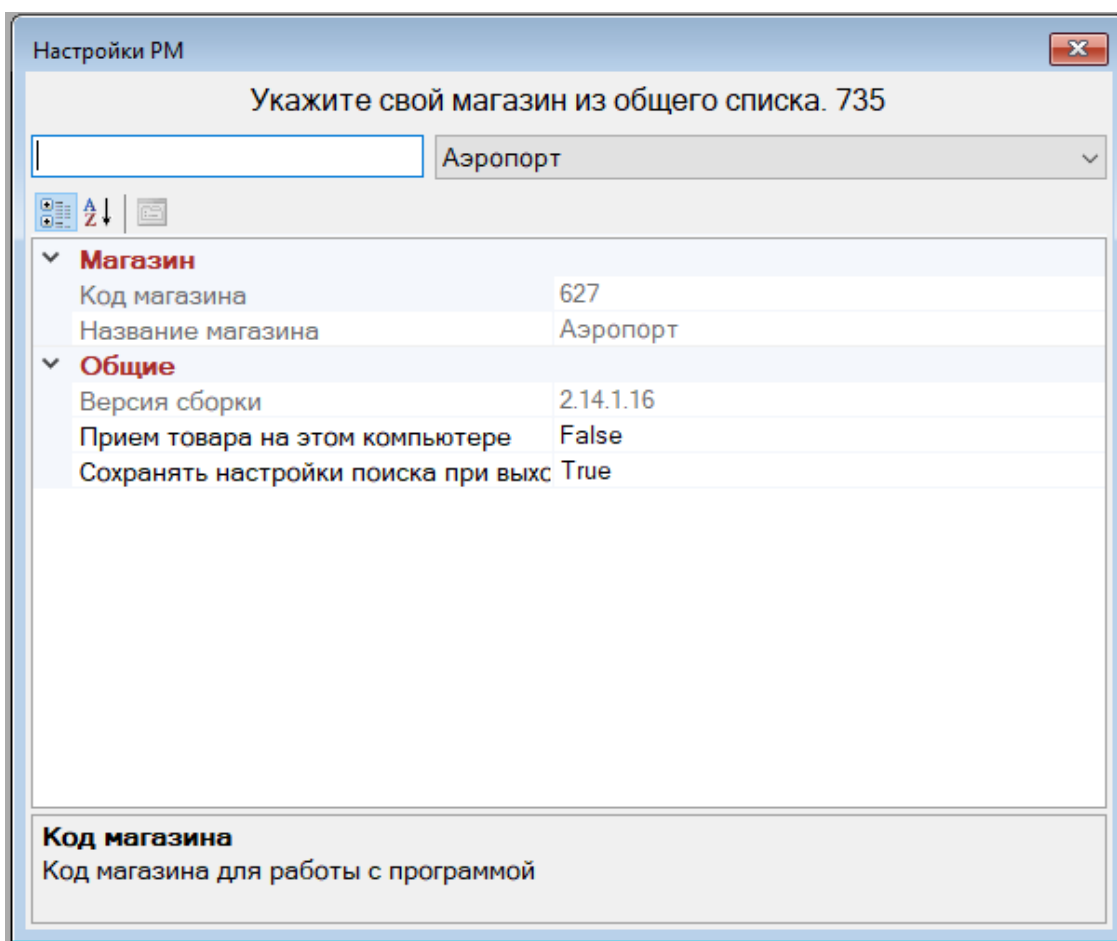 Настройки РМ
Укажите свой магазин из общего списка. 735
Аэропорт
Магазин
Код магазина 627
Название магазина Аэропорт
Общие
Версия сборки 2.14.1.16
Прием товара на этом компьютере False
Сохранять настройки поиска при выхо True
Код магазина
Код магазина для работы с программой